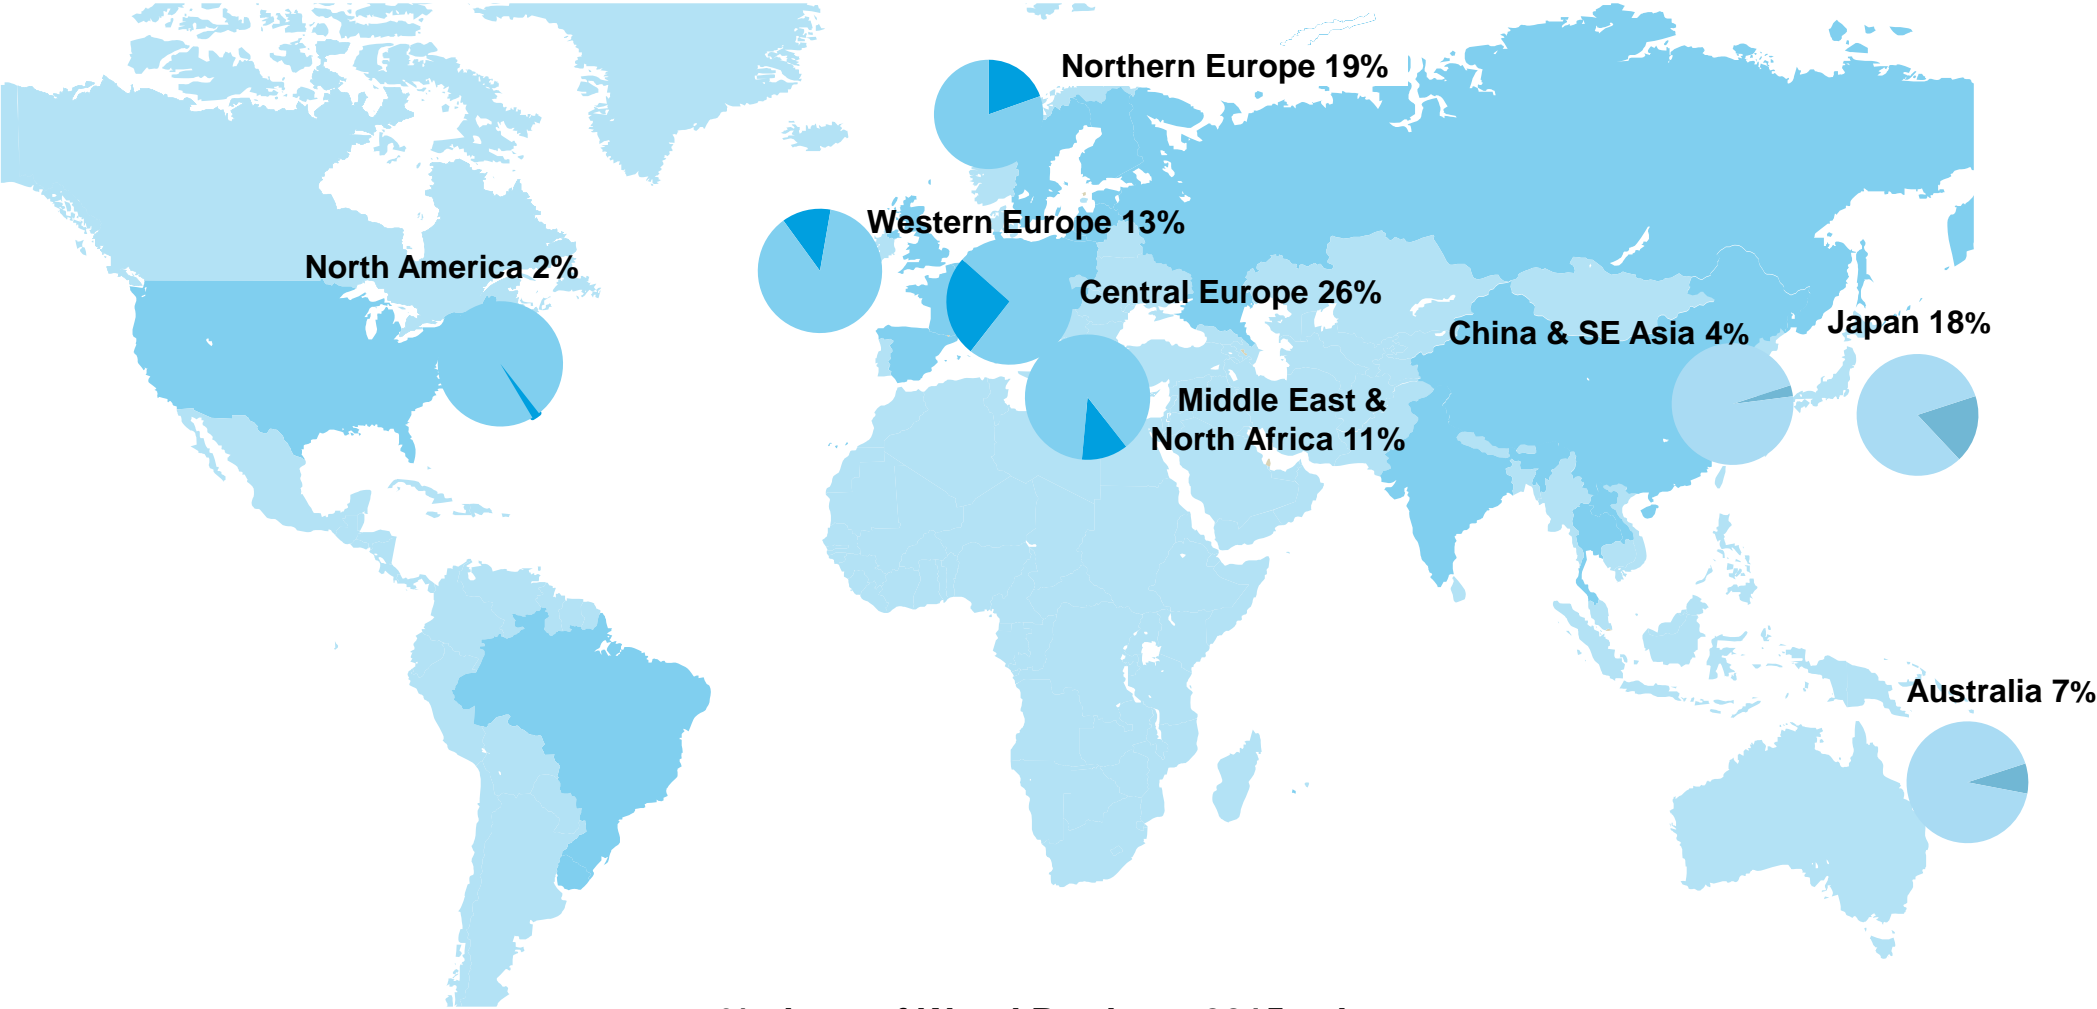 Northern Europe 19%
Western Europe 13%
North America 2%
Central Europe 26%
China & SE Asia 4%
Japan 18%
Middle East &
North Africa 11%
Australia 7%